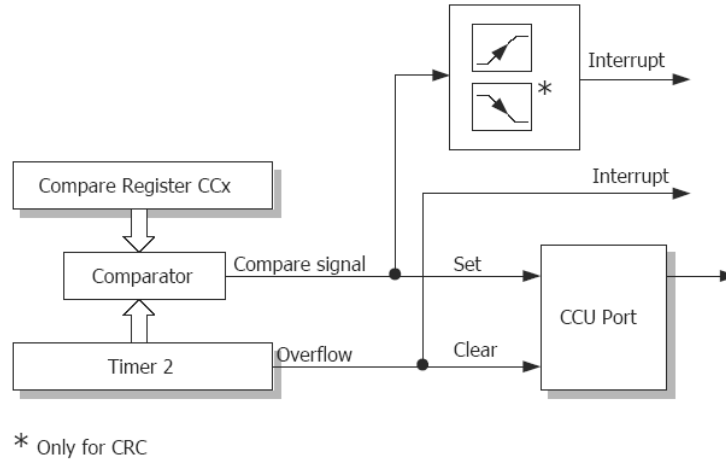 Interrupt
*
Compare Register CCx
Interrupt
Comparator
Compare signal
Set
CCU Port
Timer 2
Overflow
Clear
* Only for CRC